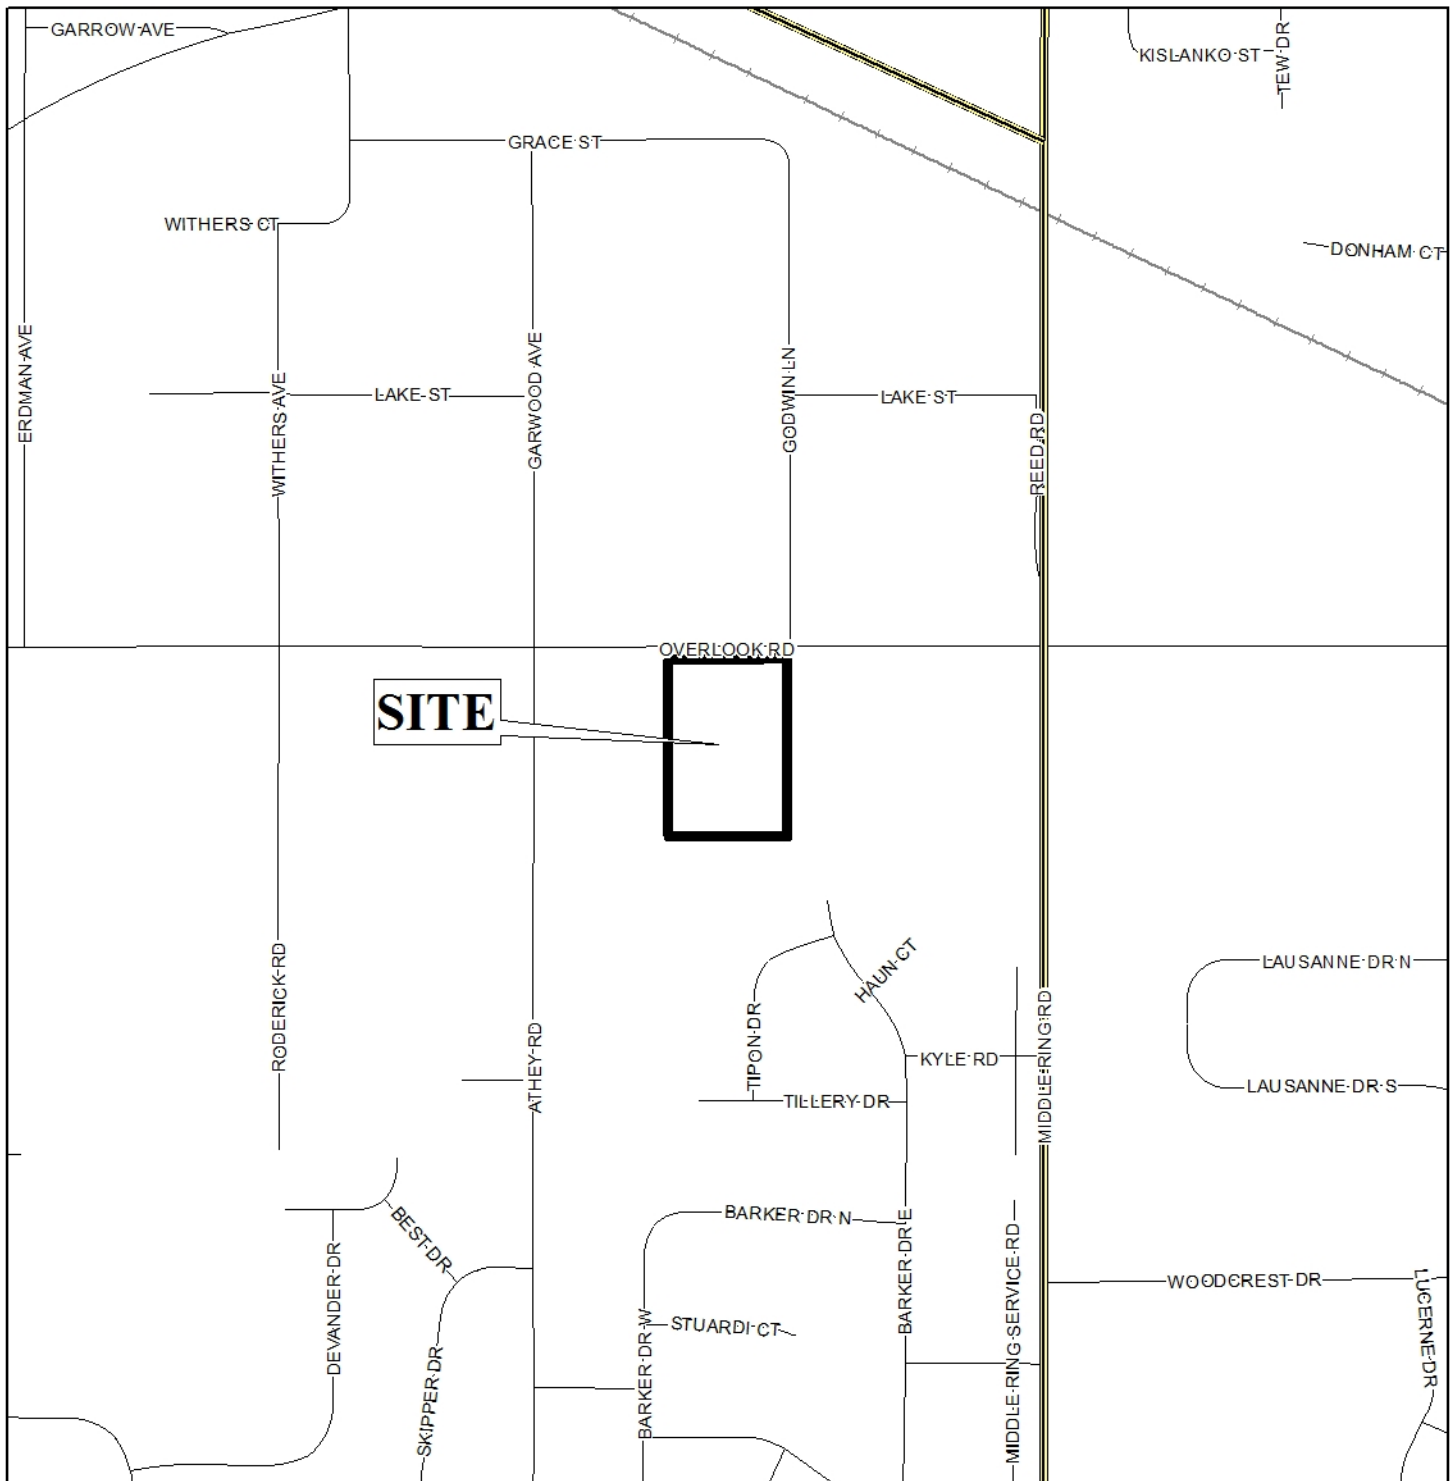 GARROW AVE
KISLANKO ST
TEW DR
GRACE ST
WITHERS CT
DONHAM CT
ERDMAN AVE
WITHERS AVE
LAKE ST
GARWOOD AVE
GODWIN LN
LAKE ST
REED RD
OVERLOOK RD
SITE
RODERICK RD
ATHEY RD
TIPON DR
HAUN CT
KYLE RD
MIDDLE RING RD
LAUSANNE DR N
LAUSANNE DR S
TILLERY DR
BEST DR
DEVANDER DR
SKIPPER DR
BARKER DR N
BARKER DR W
STUARDI CT
BARKER DR E
MIDDLE RING SERVICE RD
WOODCREST DR
LUCERNE DR